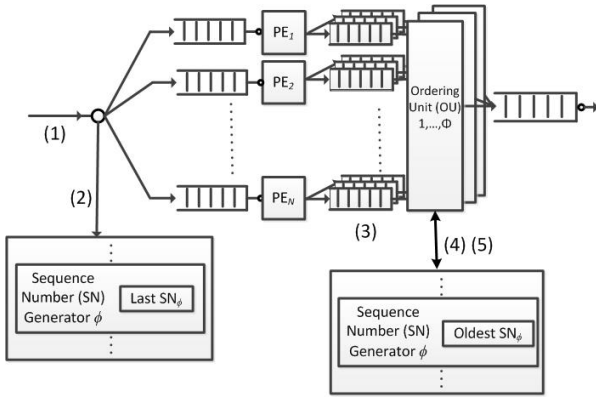 PE1
PE2
Ordering
Unit (OU)
1,...,Φ
(1)
(2)
PEN
(3)
(4) (5)
Sequence
Number (SN)
Generator ϕ
Last SNϕ
Sequence
Number (SN)
Generator ϕ
Oldest SNϕ